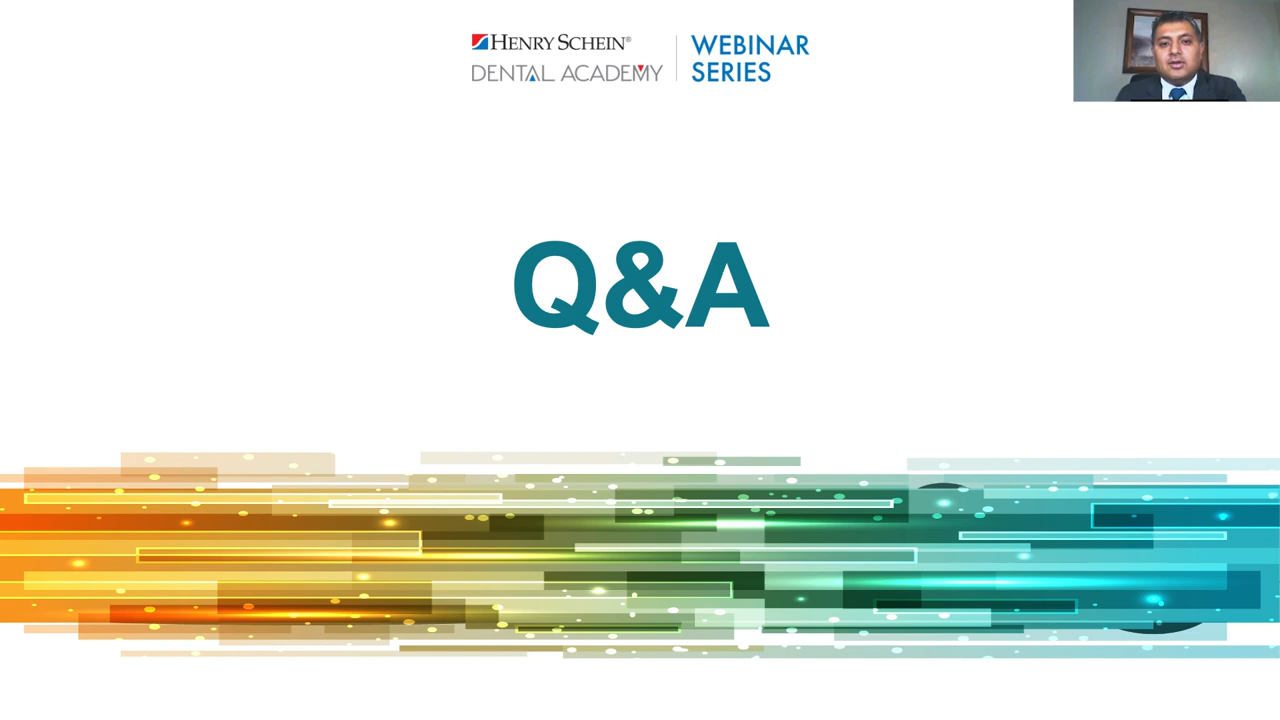 HENRY SCHEIN®
DENTAL ACADEMY
WEBINAR
SERIES
Q&A